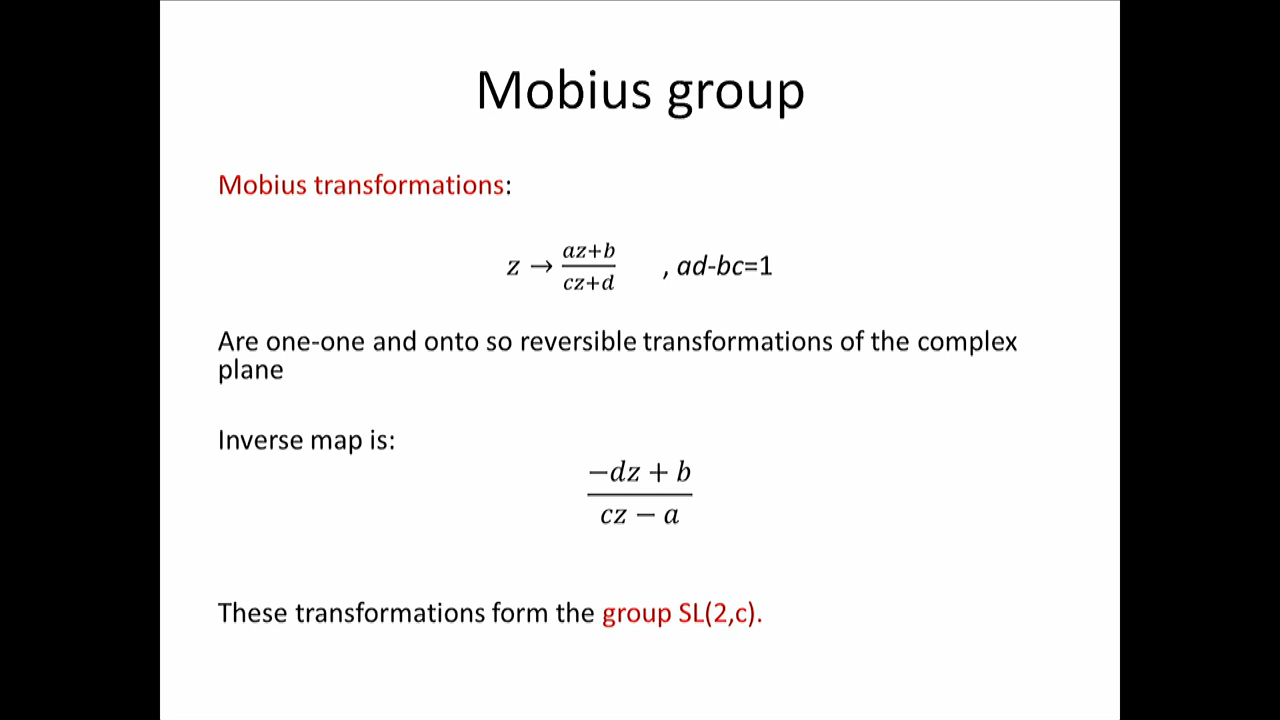 Mobius group
Mobius transformations:
z → az+b / cz+d , ad-bc=1
Are one-one and onto so reversible transformations of the complex
plane
Inverse map is:
−dz + b
cz − a
These transformations form the group SL(2,c).